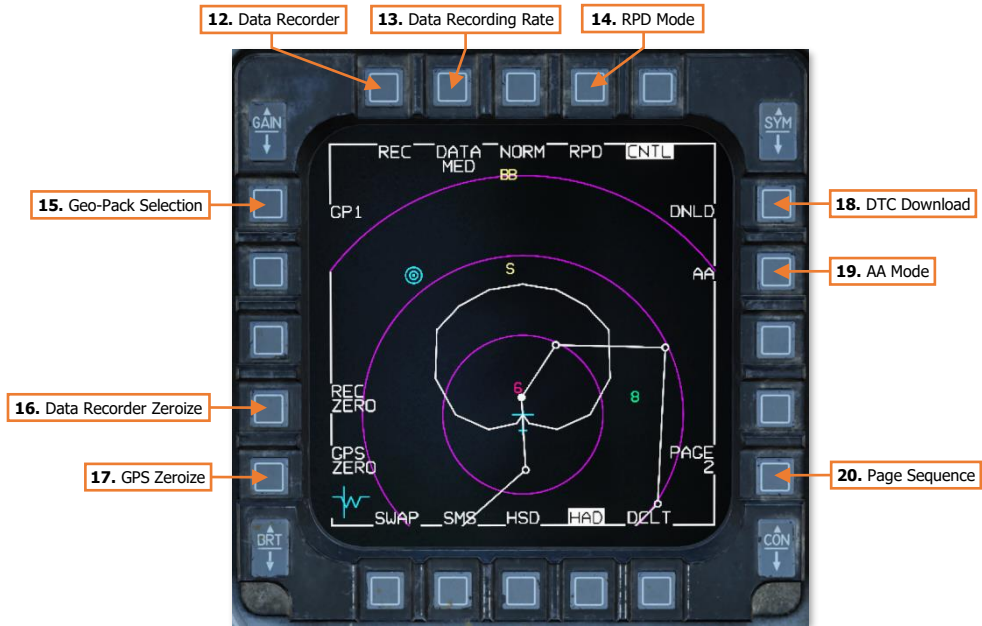 12. Data Recorder
13. Data Recording Rate
14. RPD Mode
GAIN
SYM
REC
DATA
MED
NORM
RPD
CNTL
BB
15. Geo-Pack Selection
GP1
DNLD
18. DTC Download
S
AA
19. AA Mode
6
8
REC
ZERO
16. Data Recorder Zeroize
GPS
ZERO
PAGE
2
17. GPS Zeroize
20. Page Sequence
SWAP
SMS
HSD
HAD
DCLT
BRT
CON